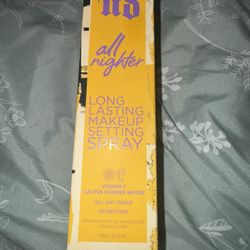 UD
all
nighter
LONG
LASTING
MAKEUP
SETTING
SPRAY
VITAMIN C
CACTUS FLOWER WATER
ALL DAY WEAR
HYDRATING